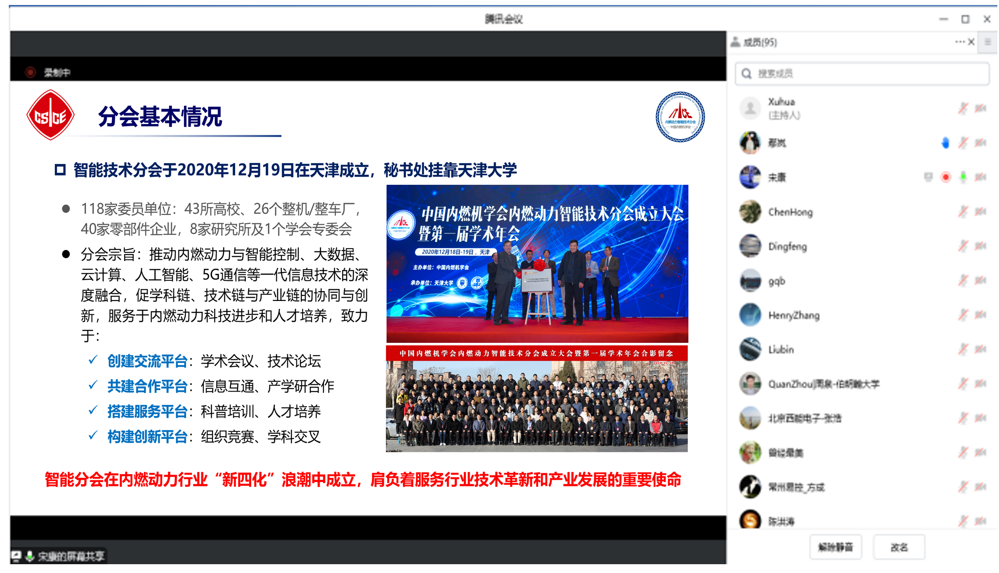 腾讯会议
成员(95)
录制中
搜索成员
CSICE
分会基本情况
ITICE
内燃动力智能技术分会
中国内燃机学会
智能技术分会于2020年12月19日在天津成立，秘书处挂靠天津大学
118家委员单位：43所高校、26个整机/整车厂，
40家零部件企业，8家研究所及1个学会专委会
分会宗旨：推动内燃动力与智能控制、大数据、
云计算、人工智能、5G通信等一代信息技术的深
度融合，促学科链、技术链与产业链的协同与创
新，服务于内燃动力科技进步和人才培养，致力
于：
创建交流平台：学术会议、技术论坛
共建合作平台：信息互通、产学研合作
搭建服务平台：科普培训、人才培养
构建创新平台：组织竞赛、学科交叉
中国内燃机学会内燃动力智能技术分会成立大会
暨第一届学术年会
2020年12月18日-19日，天津
主办单位：中国内燃机学会
承办单位：天津大学
中国内燃机学会内燃动力智能技术分会成立大会暨第一届学术年会合影留念
2020.12.19
智能分会在内燃动力行业“新四化”浪潮中成立，肩负着服务行业技术革新和产业发展的重要使命
宋康的屏幕共享
Xuhua
(主持人)
鄢岚
宋康
ChenHong
Dingfeng
gqb
HenryZhang
Liubin
QuanZhou周泉-伯明翰大学
北京西能电子-张浩
曾经最美
常州易控_方成
陈洪涛
解除静音
改名